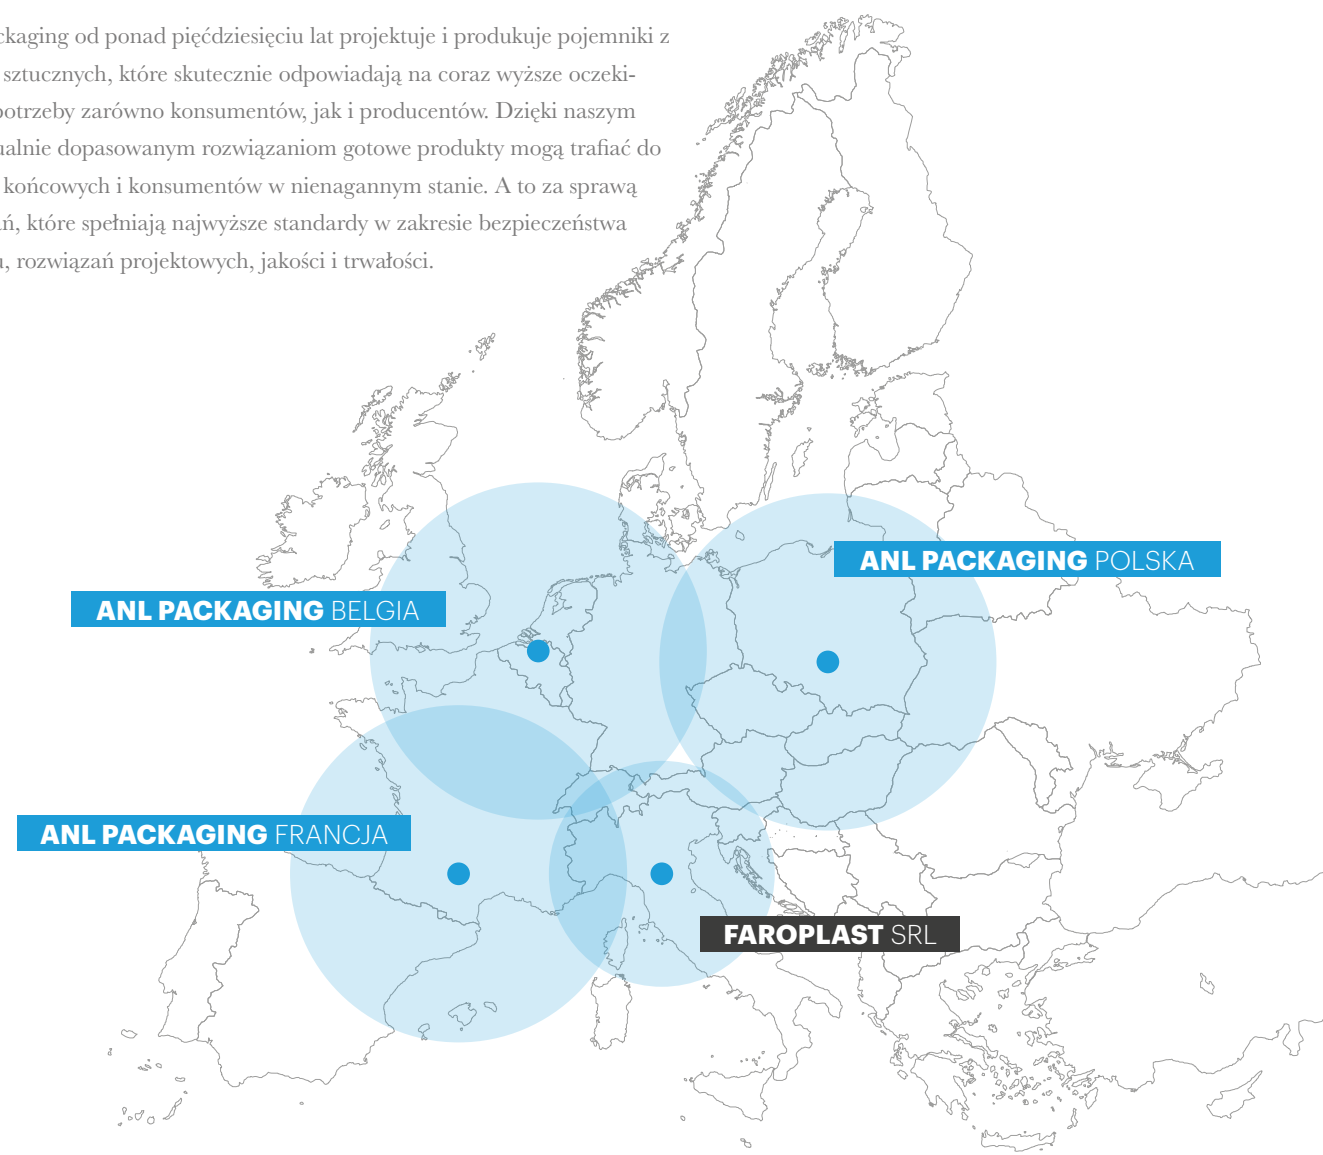 ckaging od ponad pięćdziesięciu lat projektuje i produkuje pojemniki z
sztucznych, które skutecznie odpowiadają na coraz wyższe oczeki-
potrzeby zarówno konsumentów, jak i producentów. Dzięki naszym
ualnie dopasowanym rozwiązaniom gotowe produkty mogą trafiać do
końcowych i konsumentów w nienagannym stanie. A to za sprawą
ań, które spełniają najwyższe standardy w zakresie bezpieczeństwa
u, rozwiązań projektowych, jakości i trwałości.
ANL PACKAGING POLSKA
ANL PACKAGING BELGIA
ANL PACKAGING FRANCJA
FAROPLAST SRL